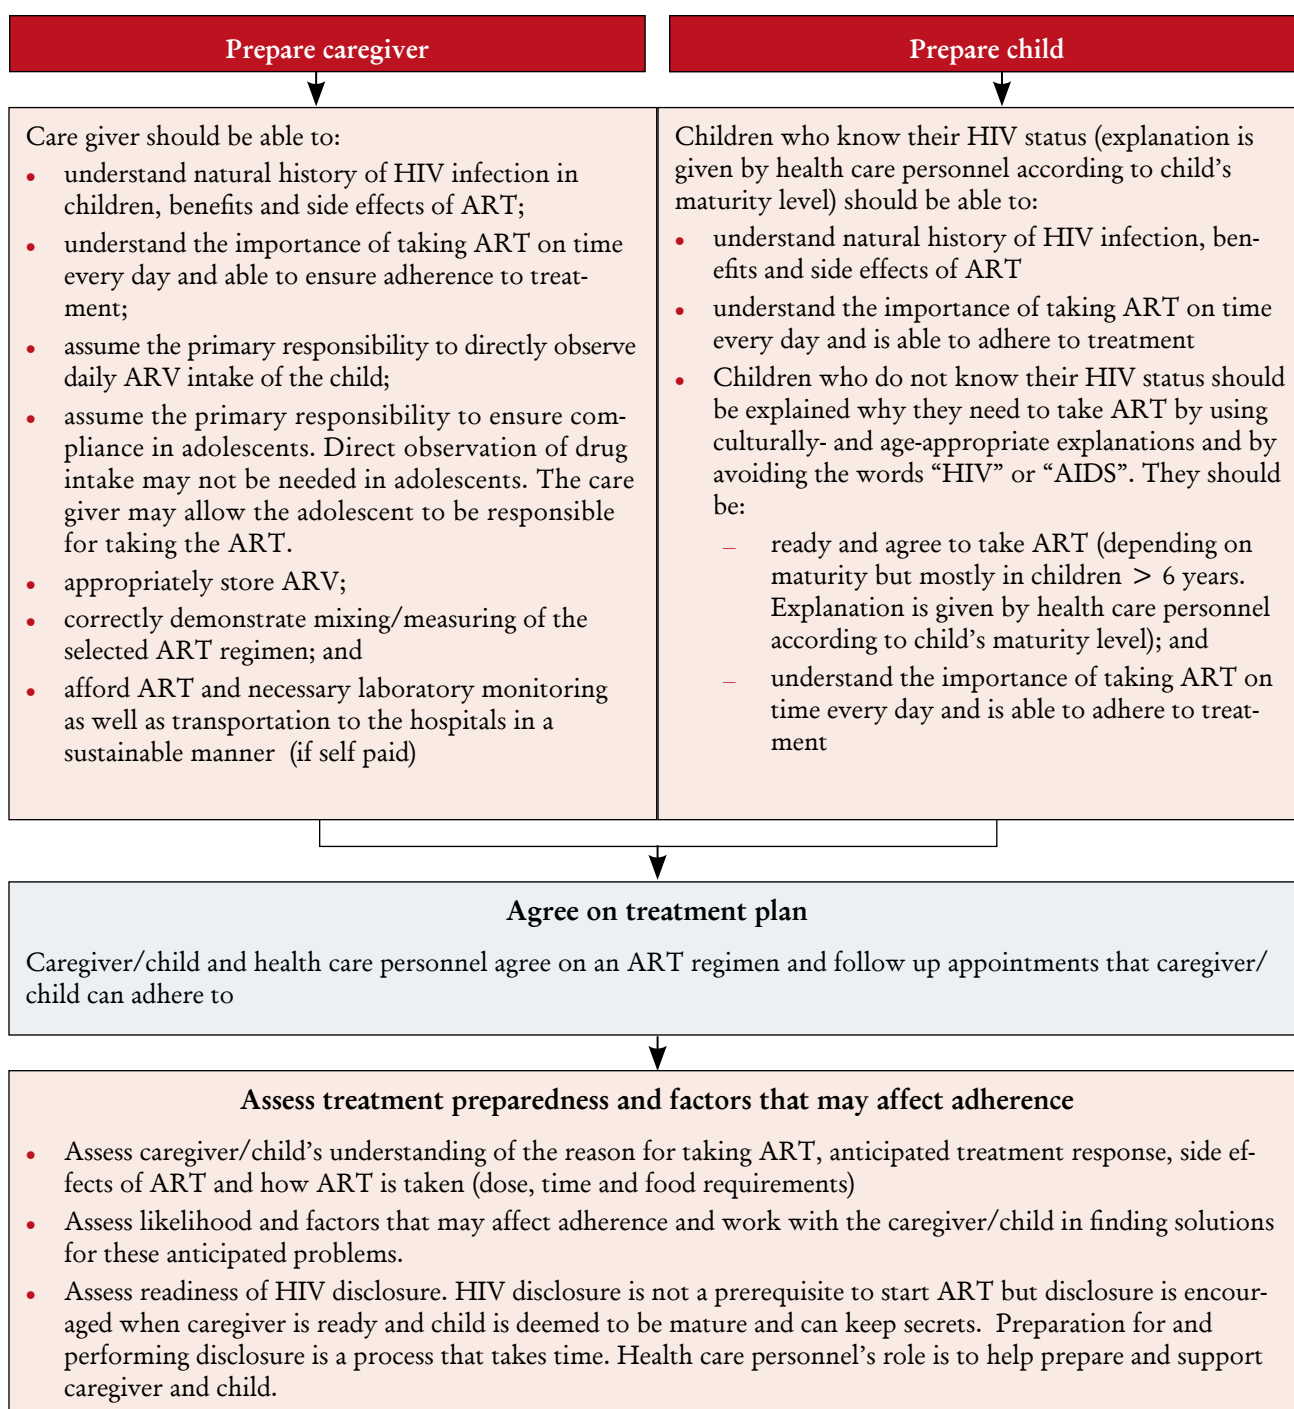 Prepare caregiver
Care giver should be able to:
• understand natural history of HIV infection in
children, benefits and side effects of ART;
• understand the importance of taking ART on time
every day and able to ensure adherence to treat-
ment;
• assume the primary responsibility to directly observe
daily ARV intake of the child;
• assume the primary responsibility to ensure com-
pliance in adolescents. Direct observation of drug
intake may not be needed in adolescents. The care
giver may allow the adolescent to be responsible
for taking the ART.
• appropriately store ARV;
• correctly demonstrate mixing/measuring of the
selected ART regimen; and
• afford ART and necessary laboratory monitoring
as well as transportation to the hospitals in a
sustainable manner (if self paid)
Prepare child
Children who know their HIV status (explanation is
given by health care personnel according to child's
maturity level) should be able to:
• understand natural history of HIV infection, ben-
efits and side effects of ART
• understand the importance of taking ART on time
every day and is able to adhere to treatment
• Children who do not know their HIV status should
be explained why they need to take ART by using
culturally- and age-appropriate explanations and by
avoiding the words “HIV” or “AIDS”. They should
be:
– ready and agree to take ART (depending on
maturity but mostly in children > 6 years.
Explanation is given by health care personnel
according to child's maturity level); and
– understand the importance of taking ART on
time every day and is able to adhere to treat-
ment
Agree on treatment plan
Caregiver/child and health care personnel agree on an ART regimen and follow up appointments that caregiver/
child can adhere to
Assess treatment preparedness and factors that may affect adherence
• Assess caregiver/child's understanding of the reason for taking ART, anticipated treatment response, side ef-
fects of ART and how ART is taken (dose, time and food requirements)
• Assess likelihood and factors that may affect adherence and work with the caregiver/child in finding solutions
for these anticipated problems.
• Assess readiness of HIV disclosure. HIV disclosure is not a prerequisite to start ART but disclosure is encour-
aged when caregiver is ready and child is deemed to be mature and can keep secrets. Preparation for and
performing disclosure is a process that takes time. Health care personnel's role is to help prepare and support
caregiver and child.